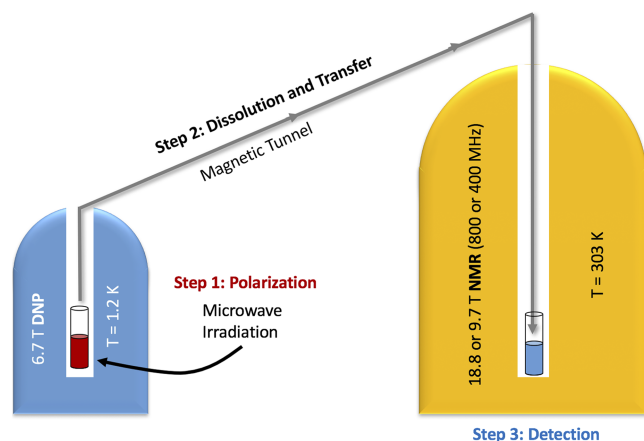 Step 2: Dissolution and Transfer
Magnetic Tunnel
Step 1: Polarization
Microwave
Irradiation
6.7 T DNP
T = 1.2 K
18.8 or 9.7 T NMR (800 or 400 MHz)
T = 303 K
Step 3: Detection